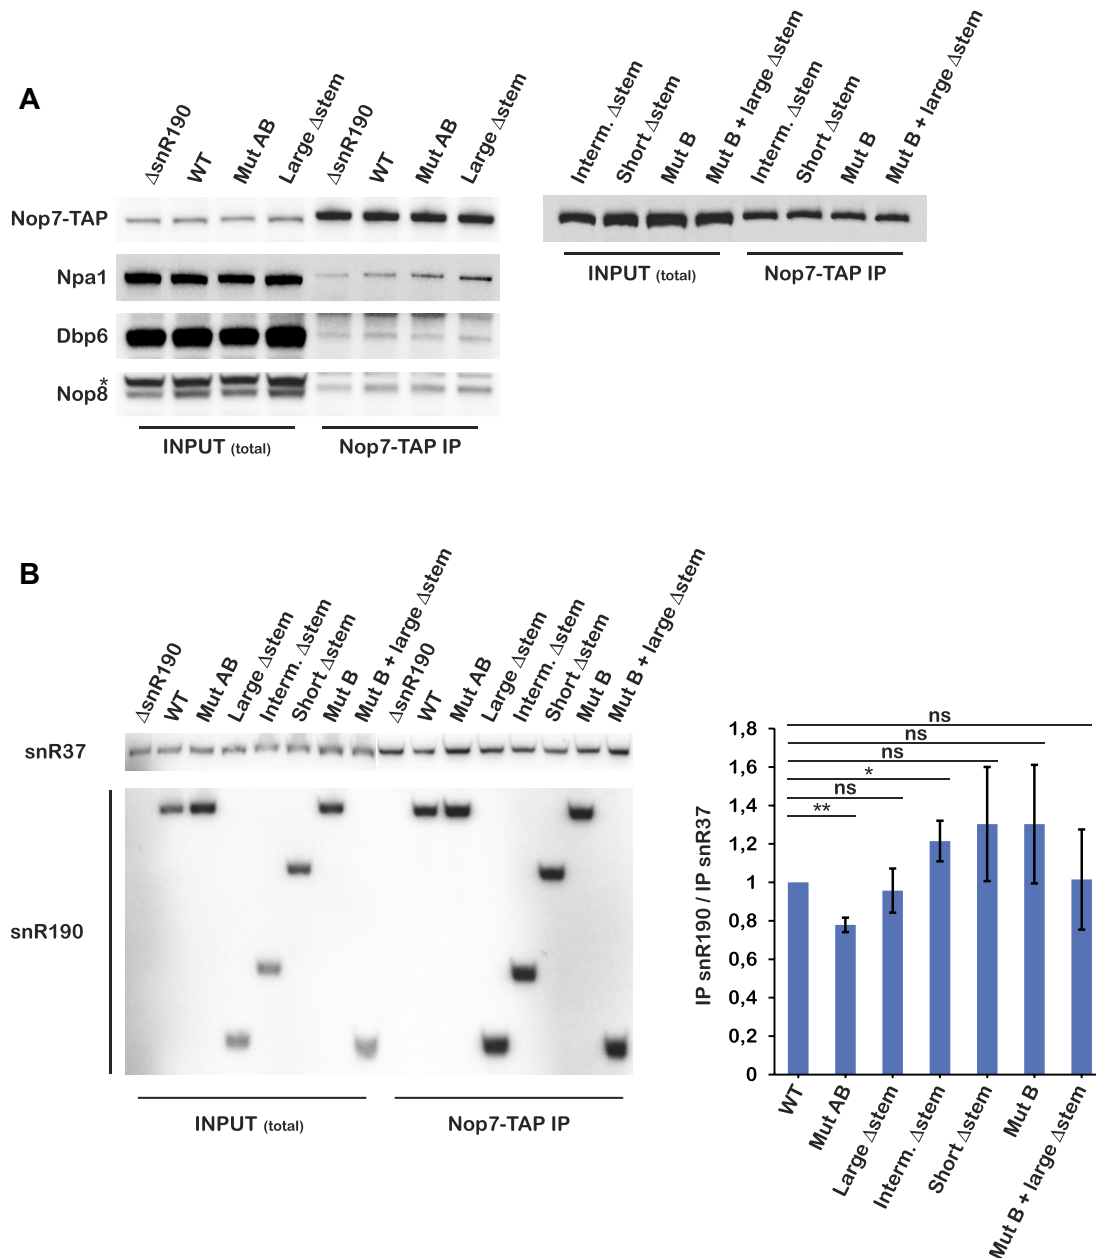 A
ΔsnR190
WT
Mut AB
Large Δstem
ΔsnR190
WT
Mut AB
Large Δstem
Interm. Δstem
Short Δstem
Mut B
Mut B + large Δstem
Interm. Δstem
Short Δstem
Mut B
Mut B + large Δstem
Nop7-TAP
Npa1
Dbp6
*
Nop8
INPUT (total)
Nop7-TAP IP
INPUT (total)
Nop7-TAP IP
B
ΔsnR190
WT
Mut AB
Large Δstem
Interm. Δstem
Short Δstem
Mut B
Mut B + large Δstem
ΔsnR190
WT
Mut AB
Large Δstem
Interm. Δstem
Short Δstem
Mut B
Mut B + large Δstem
snR37
snR190
INPUT (total)
Nop7-TAP IP
IP snR190 / IP snR37
1,8
1,6
1,4
1,2
1
0,8
0,6
0,4
0,2
0
ns
ns
ns
*
ns
**
WT
Mut AB
Large Δstem
Interm. Δstem
Short Δstem
Mut B
Mut B + large Δstem